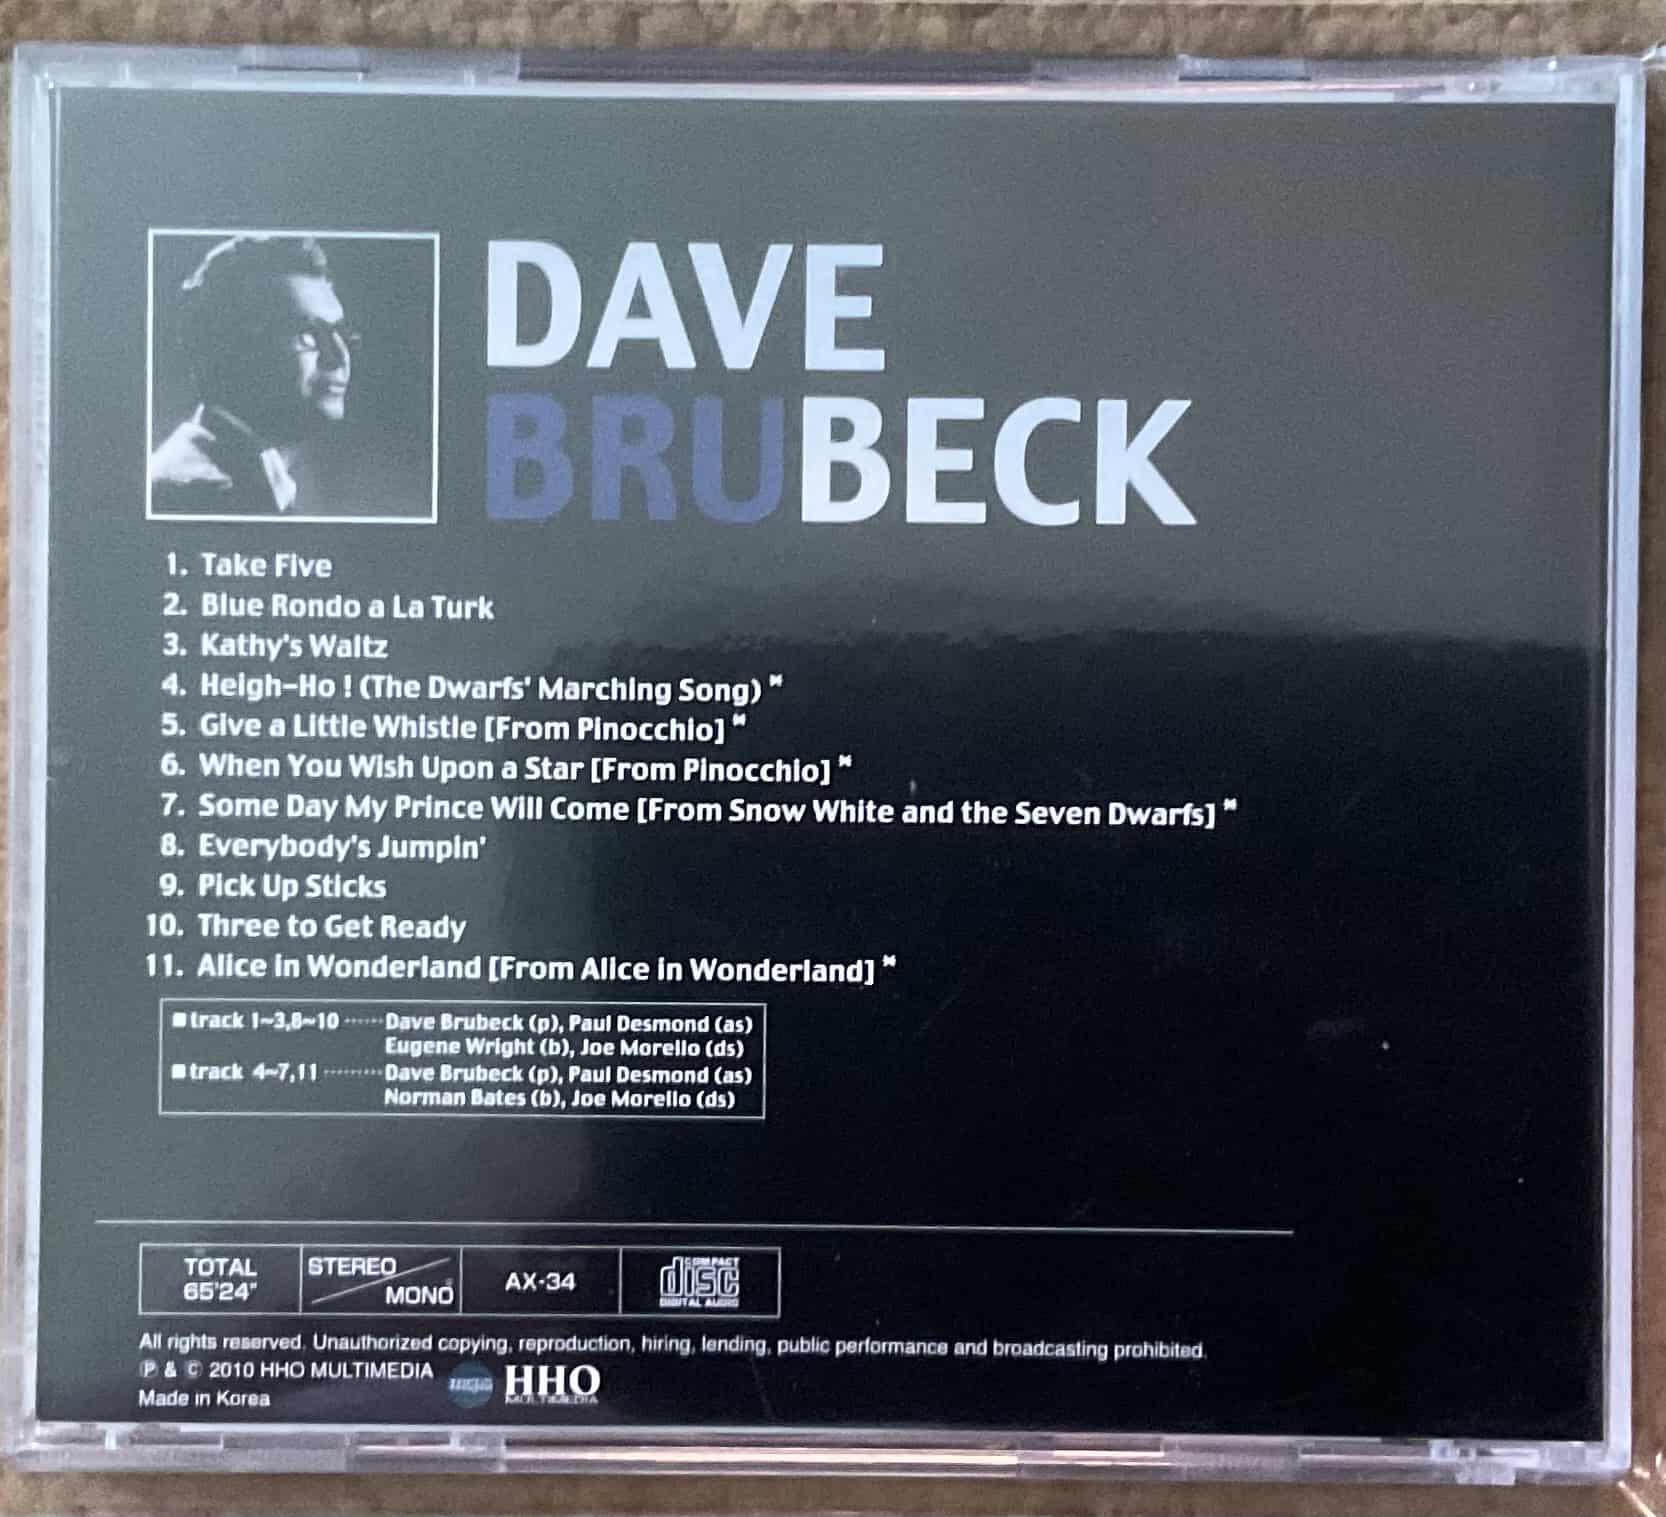 DAVE
BRUBECK
1. Take Five
2. Blue Rondo a La Turk
3. Kathy's Waltz
4. Heigh-Ho ! (The Dwarfs' Marching Song) *
5. Give a Little Whistle [From Pinocchio] *
6. When You Wish Upon a Star [From Pinocchio] *
7. Some Day My Prince Will Come [From Snow White and the Seven Dwarfs] *
8. Everybody's Jumpin'
9. Pick Up Sticks
10. Three to Get Ready
11. Alice in Wonderland [From Alice in Wonderland] *
■ track 1~3,8~10 ······ Dave Brubeck (p), Paul Desmond (as)
Eugene Wright (b), Joe Morello (ds)
■ track 4~7,11 ········· Dave Brubeck (p), Paul Desmond (as)
Norman Bates (b), Joe Morello (ds)
TOTAL
65'24"
STEREO
MONO
AX-34
COMPACT
disc
DIGITAL AUDIO
All rights reserved. Unauthorized copying, reproduction, hiring, lending, public performance and broadcasting prohibited.
℗ & © 2010 HHO MULTIMEDIA
HHO
MULTIMEDIA
Made in Korea